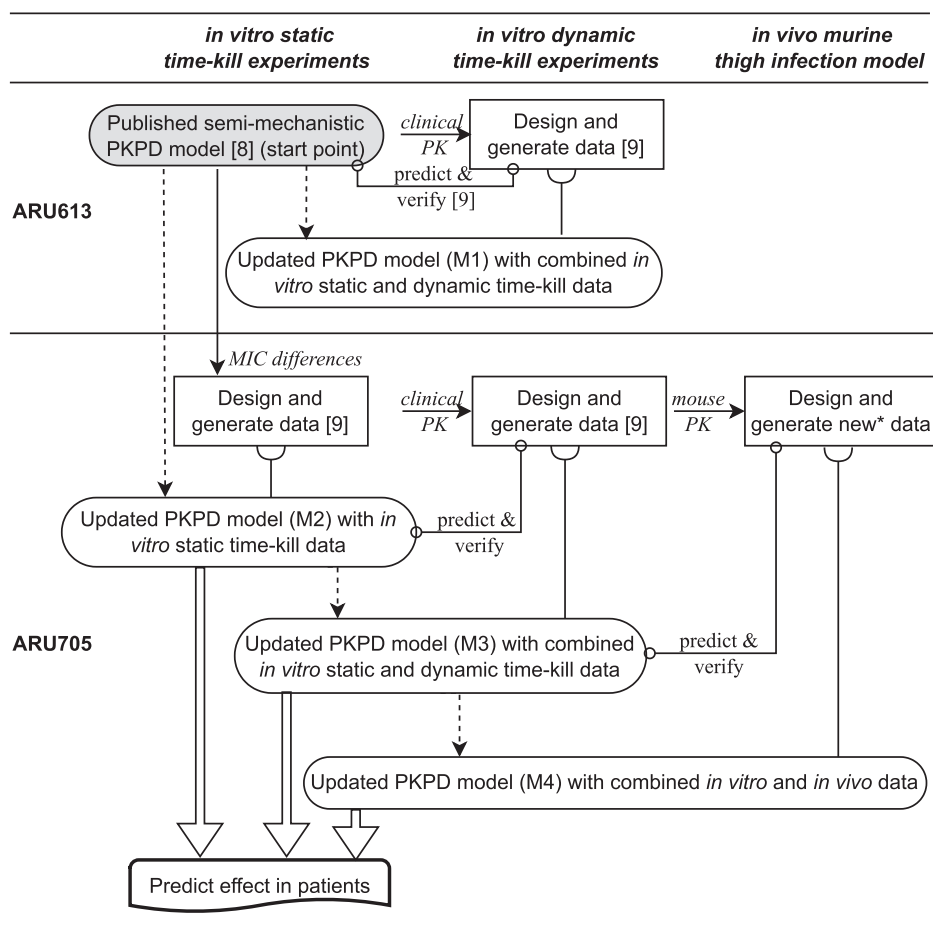 in vitro static
time-kill experiments
in vitro dynamic
time-kill experiments
in vivo murine
thigh infection model
Published semi-mechanistic
PKPD model [8] (start point)
clinical
PK
Design and
generate data [9]
predict &
verify [9]
ARU613
Updated PKPD model (M1) with combined in
vitro static and dynamic time-kill data
MIC differences
Design and
generate data [9]
clinical
PK
Design and
generate data [9]
mouse
PK
Design and
generate new* data
Updated PKPD model (M2) with in
vitro static time-kill data
predict &
verify
ARU705
Updated PKPD model (M3) with combined
in vitro static and dynamic time-kill data
predict &
verify
Updated PKPD model (M4) with combined in vitro and in vivo data
Predict effect in patients